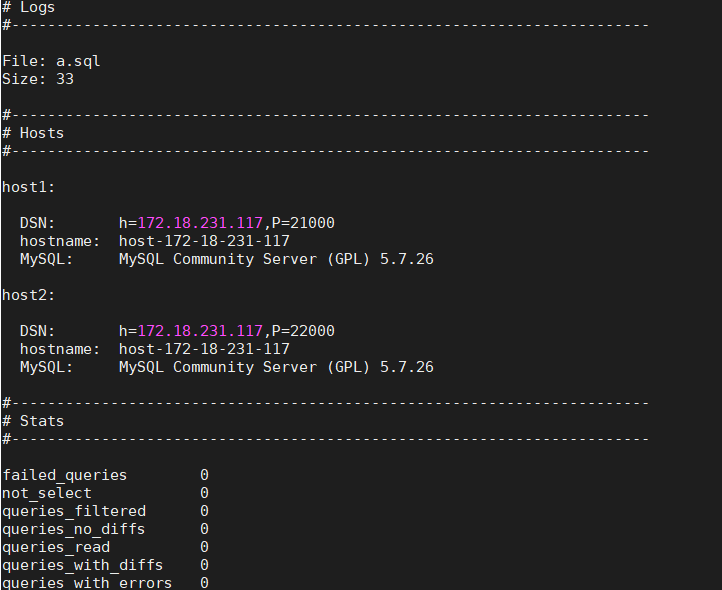 # Logs
#-----------------------------------------------------------------------
File: a.sql
Size: 33
#-----------------------------------------------------------------------
# Hosts
#-----------------------------------------------------------------------
host1:
DSN:       h=172.18.231.117,P=21000
hostname:  host-172-18-231-117
MySQL:     MySQL Community Server (GPL) 5.7.26
host2:
DSN:       h=172.18.231.117,P=22000
hostname:  host-172-18-231-117
MySQL:     MySQL Community Server (GPL) 5.7.26
#-----------------------------------------------------------------------
# Stats
#-----------------------------------------------------------------------
failed_queries        0
not_select            0
queries_filtered      0
queries_no_diffs      0
queries_read          0
queries_with_diffs    0
queries_with_errors   0